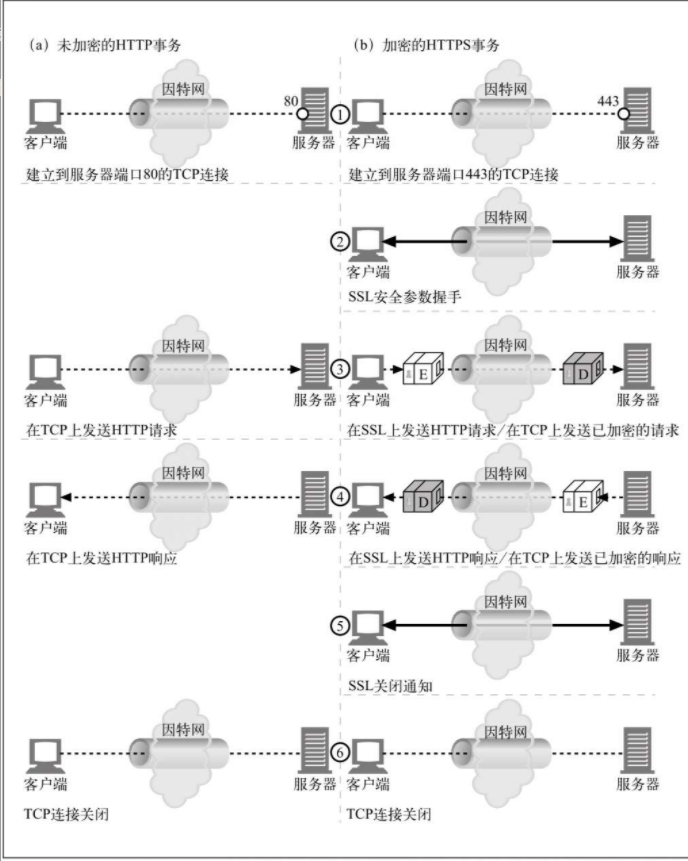 (a) 未加密的HTTP事务
(b) 加密的HTTPS事务
因特网
80
客户端
服务器
建立到服务器端口80的TCP连接
①
因特网
443
客户端
服务器
建立到服务器端口443的TCP连接
②
因特网
客户端
服务器
SSL安全参数握手
因特网
客户端
服务器
在TCP上发送HTTP请求
③
因特网
E
D
客户端
服务器
在SSL上发送HTTP请求/在TCP上发送已加密的请求
因特网
客户端
服务器
在TCP上发送HTTP响应
④
因特网
D
E
客户端
服务器
在SSL上发送HTTP响应/在TCP上发送已加密的响应
⑤
因特网
客户端
服务器
SSL关闭通知
因特网
客户端
服务器
TCP连接关闭
⑥
因特网
客户端
服务器
TCP连接关闭